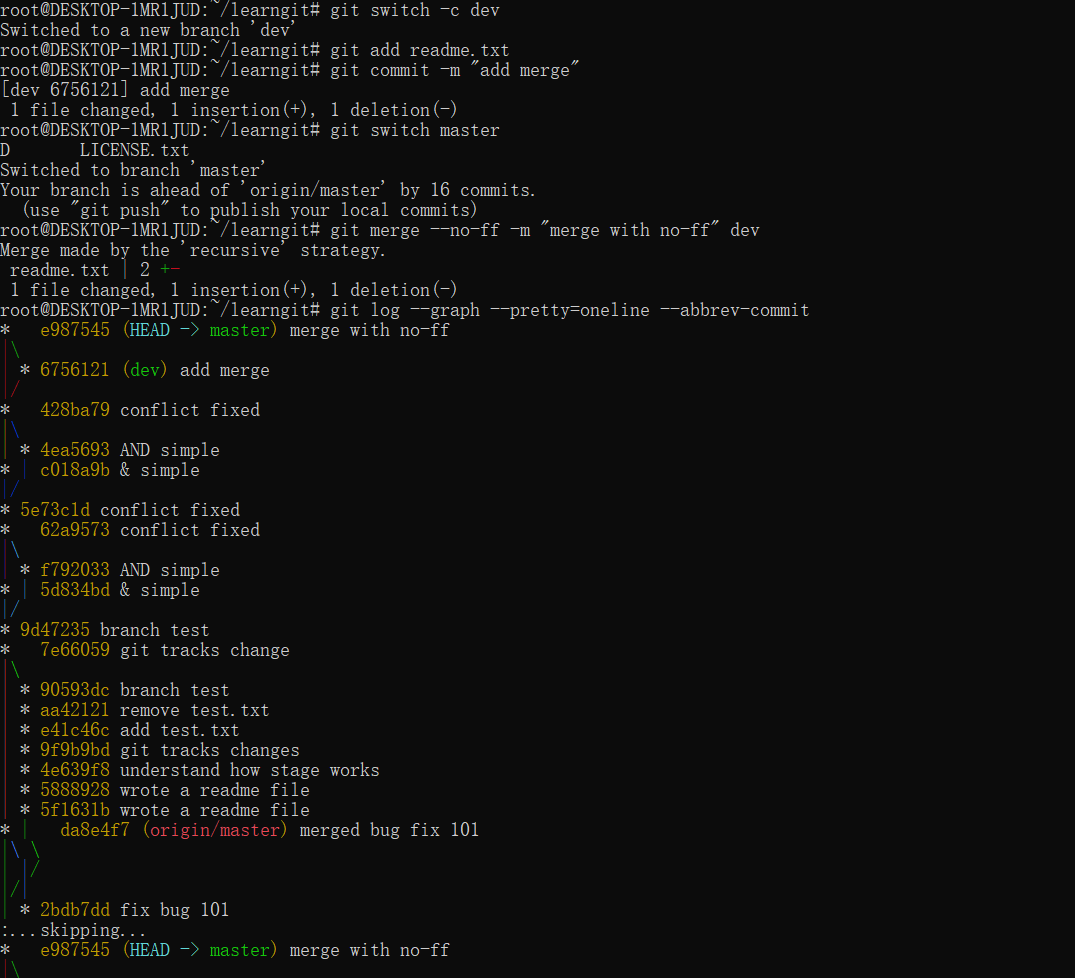 root@DESKTOP-1MR1JUD:~/learngit# git switch -c dev
Switched to a new branch 'dev'
root@DESKTOP-1MR1JUD:~/learngit# git add readme.txt
root@DESKTOP-1MR1JUD:~/learngit# git commit -m "add merge"
[dev 6756121] add merge
 1 file changed, 1 insertion(+), 1 deletion(-)
root@DESKTOP-1MR1JUD:~/learngit# git switch master
D       LICENSE.txt
Switched to branch 'master'
Your branch is ahead of 'origin/master' by 16 commits.
  (use "git push" to publish your local commits)
root@DESKTOP-1MR1JUD:~/learngit# git merge --no-ff -m "merge with no-ff" dev
Merge made by the 'recursive' strategy.
 readme.txt | 2 +-
 1 file changed, 1 insertion(+), 1 deletion(-)
root@DESKTOP-1MR1JUD:~/learngit# git log --graph --pretty=oneline --abbrev-commit
*   e987545 (HEAD -> master) merge with no-ff
|\
| * 6756121 (dev) add merge
|/
*   428ba79 conflict fixed
|\
| * 4ea5693 AND simple
* | c018a9b & simple
|/
* 5e73c1d conflict fixed
*   62a9573 conflict fixed
|\
| * f792033 AND simple
* | 5d834bd & simple
|/
* 9d47235 branch test
*   7e66059 git tracks change
|\
| * 90593dc branch test
| * aa42121 remove test.txt
| * e41c46c add test.txt
| * 9f9b9bd git tracks changes
| * 4e639f8 understand how stage works
| * 5888928 wrote a readme file
| * 5f1631b wrote a readme file
* |   da8e4f7 (origin/master) merged bug fix 101
|\ \
| |/
|/|
| * 2bdb7dd fix bug 101
:...skipping...
*   e987545 (HEAD -> master) merge with no-ff
|\